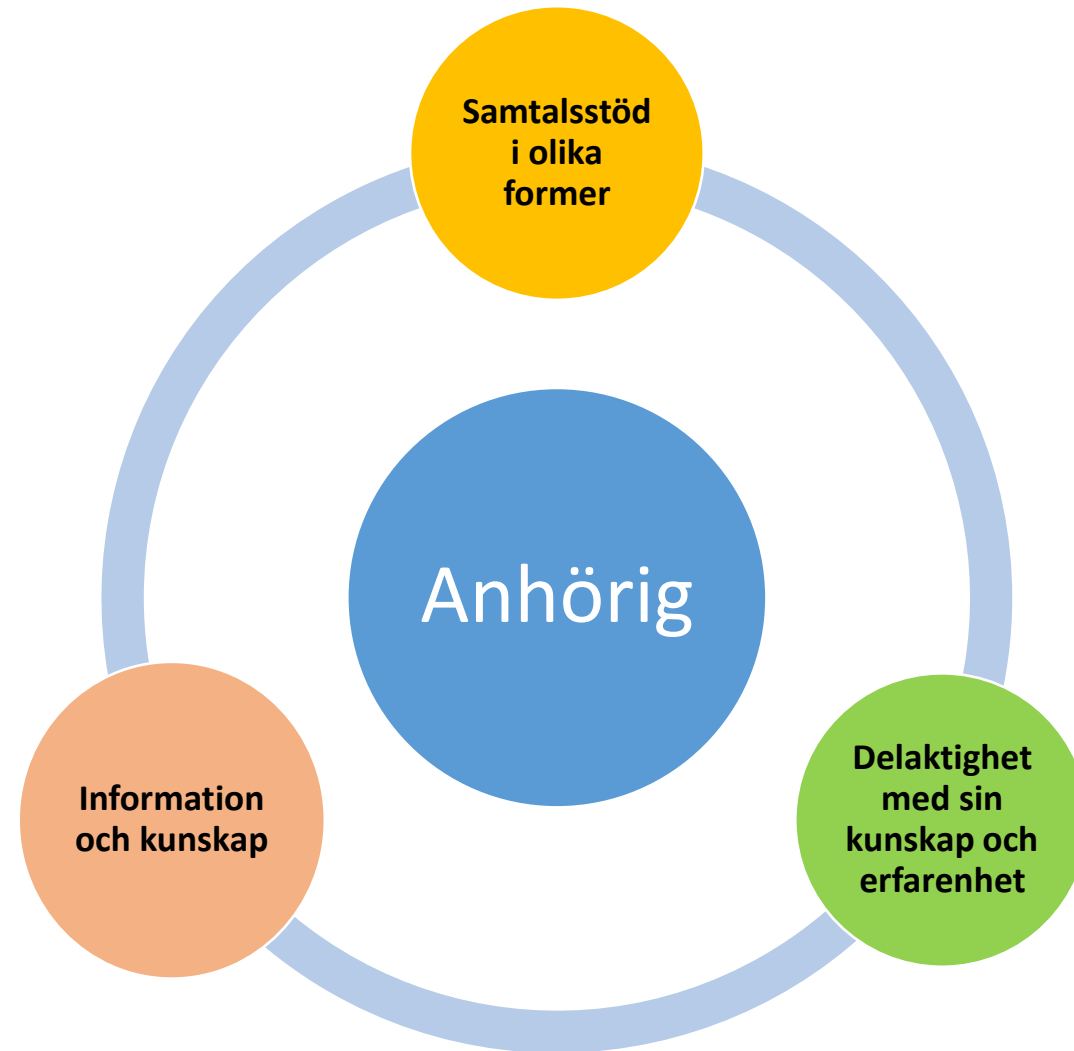 Samtalsstöd
i olika
former
Anhörig
Information
och kunskap
Delaktighet
med sin
kunskap och
erfarenhet